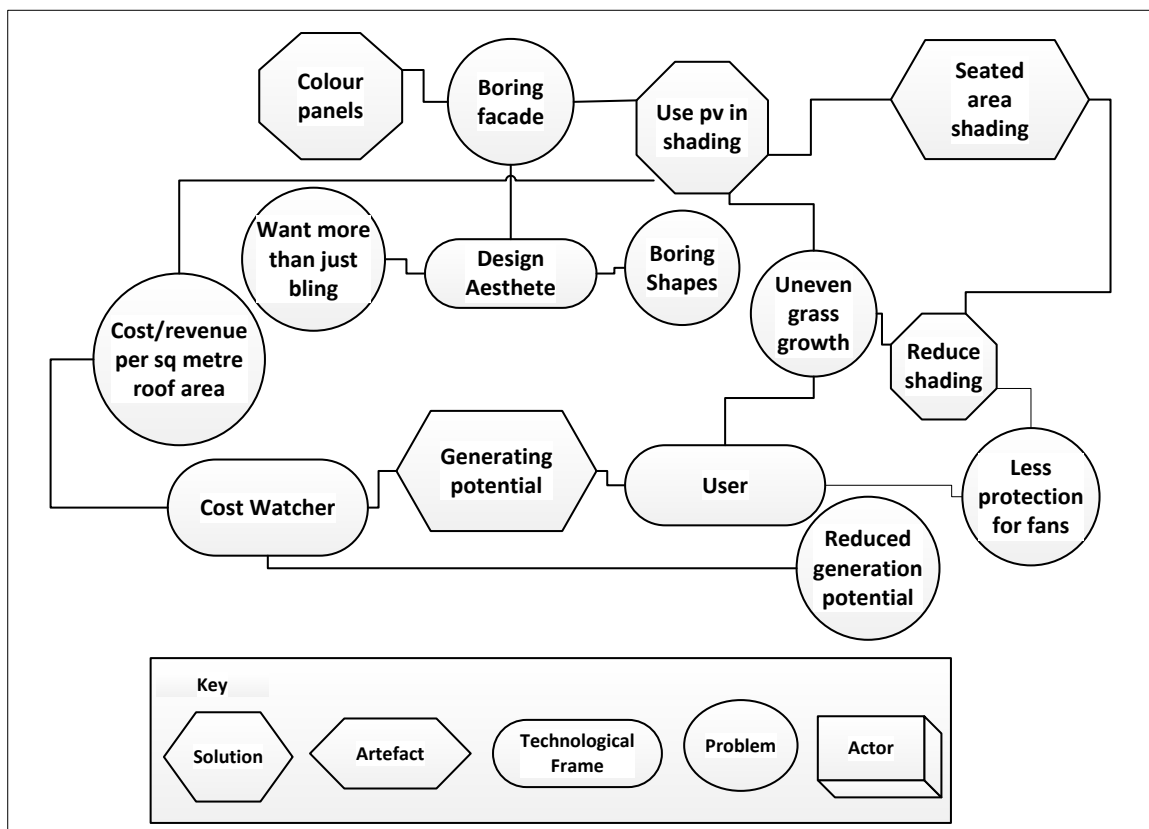 Colour
panels
Boring
facade
Use pv in
shading
Seated
area
shading
Want more
than just
bling
Design
Aesthete
Boring
Shapes
Uneven
grass
growth
Cost/revenue
per sq metre
roof area
Reduce
shading
Generating
potential
Cost Watcher
User
Less
protection
for fans
Reduced
generation
potential
Key
Solution
Artefact
Technological
Frame
Problem
Actor